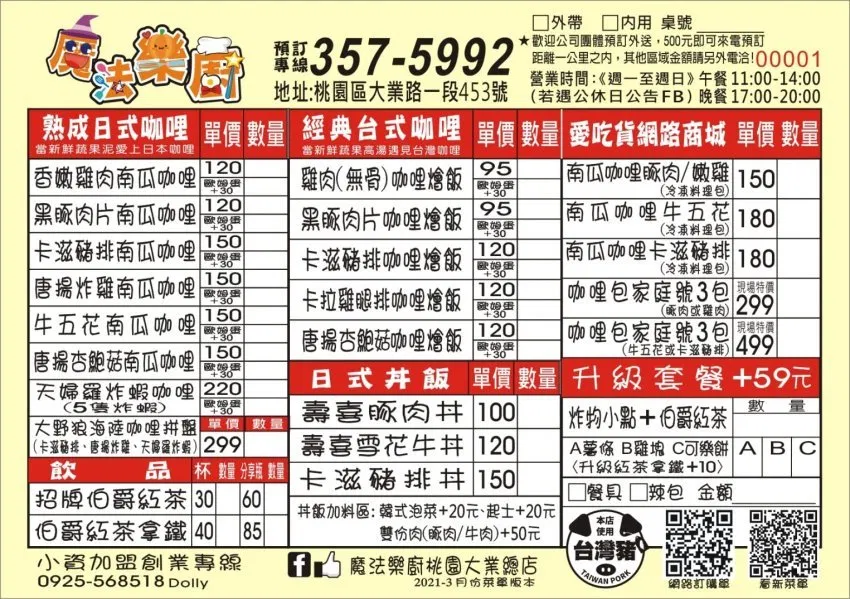 魔法樂廚
預訂專線 357-5992
地址:桃園區大業路一段453號
□外帶 □內用 桌號
★歡迎公司團體預訂外送，500元即可來電預訂
距離一公里之內，其他區域金額請另外電洽! 00001
營業時間:《週一至週日》午餐 11:00-14:00
(若遇公休日公告FB) 晚餐 17:00-20:00
熟成日式咖哩 單價 數量
當新鮮蔬果泥愛上日本咖哩
香嫩雞肉南瓜咖哩 120 歐姆蛋+30
黑豚肉片南瓜咖哩 120 歐姆蛋+30
卡滋豬排南瓜咖哩 150 歐姆蛋+30
唐揚炸雞南瓜咖哩 150 歐姆蛋+30
牛五花南瓜咖哩 150 歐姆蛋+30
唐揚杏鮑菇南瓜咖哩 150 歐姆蛋+30
天婦羅炸蝦咖哩 220 歐姆蛋+30
(5隻炸蝦)
大野狼海陸咖哩拼盤 單價 數量
(卡滋豬排、唐揚炸雞、天婦羅炸蝦) 299
飲品 杯 數量 分享瓶 數量
招牌伯爵紅茶 30 60
伯爵紅茶拿鐵 40 85
經典台式咖哩 單價 數量
當新鮮蔬果高湯遇見台灣咖哩
雞肉(無骨)咖哩燴飯 95 歐姆蛋+30
黑豚肉片咖哩燴飯 95 歐姆蛋+30
卡滋豬排咖哩燴飯 120 歐姆蛋+30
卡拉雞腿排咖哩燴飯 120 歐姆蛋+30
唐揚杏鮑菇咖哩燴飯 120 歐姆蛋+30
日式丼飯 單價 數量
壽喜豚肉丼 100
壽喜雪花牛丼 120
卡滋豬排丼 150
丼飯加料區: 韓式泡菜+20元、起士+20元
雙份肉(豚肉/牛肉)+50元
愛吃貨網路商城 單價 數量
南瓜咖哩豚肉/嫩雞 150
(冷凍料理包)
南瓜咖哩牛五花 180
(冷凍料理包)
南瓜咖哩卡滋豬排 180
(冷凍料理包)
咖哩包家庭號3包 現場特價 299
(豚肉或雞肉)
咖哩包家庭號3包 現場特價 499
(牛五花或卡滋豬排)
升級套餐+59元
炸物小點+伯爵紅茶 數量
A薯條 B雞塊 C可樂餅 A B C
〈升級紅茶拿鐵+10〉
□餐具 □辣包 金額
小資加盟創業專線
0925-568518 Dolly
f 魔法樂廚桃園大業總店
2021-3月份菜單版本
本店使用
台灣豬
TAIWAN PORK
網路訂購單
看新菜單